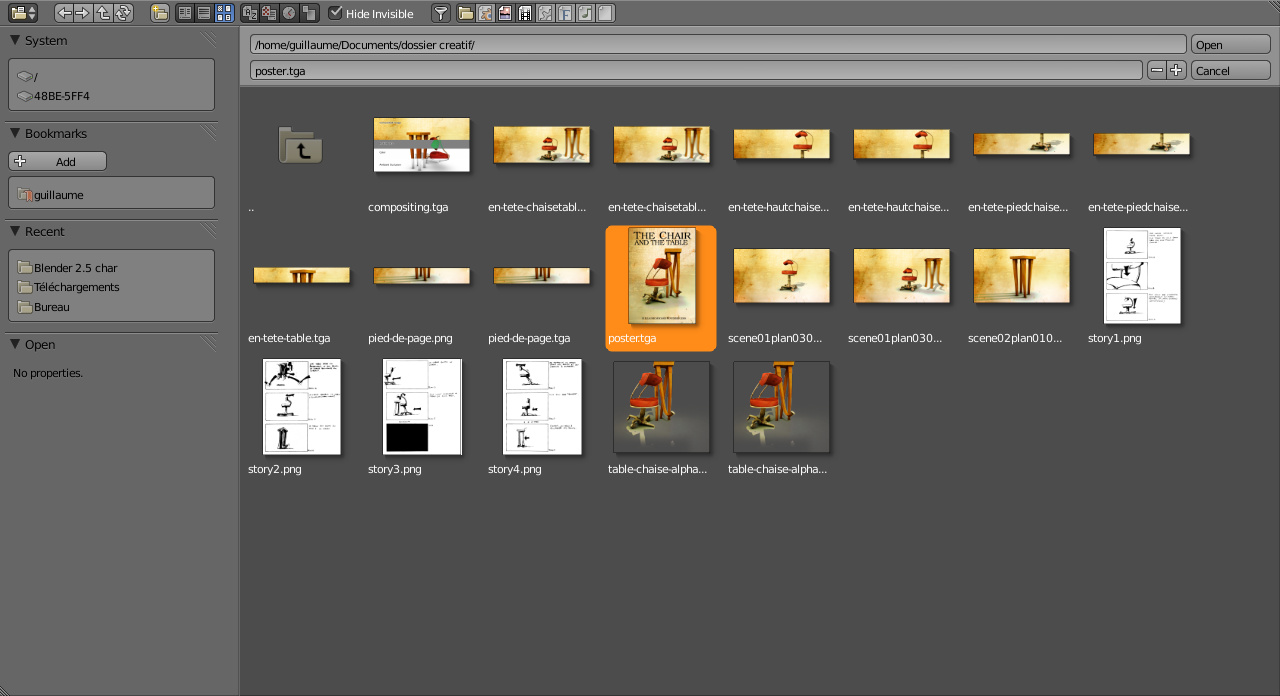 Hide Invisible
System
/
48BE-5FF4
Bookmarks
Add
guillaume
Recent
Blender 2.5 char
Téléchargements
Bureau
Open
No properties.
/home/guillaume/Documents/dossier creatif/
Open
poster.tga
Cancel
..
compositing.tga
en-tete-chaisetabl...
en-tete-chaisetabl...
en-tete-hautchaise...
en-tete-hautchaise...
en-tete-piedchaise...
en-tete-piedchaise...
THE CHAIR
AND THE TABLE
en-tete-table.tga
pied-de-page.png
pied-de-page.tga
poster.tga
scene01plan030...
scene01plan030...
scene02plan010...
story1.png
story2.png
story3.png
story4.png
table-chaise-alpha...
table-chaise-alpha...